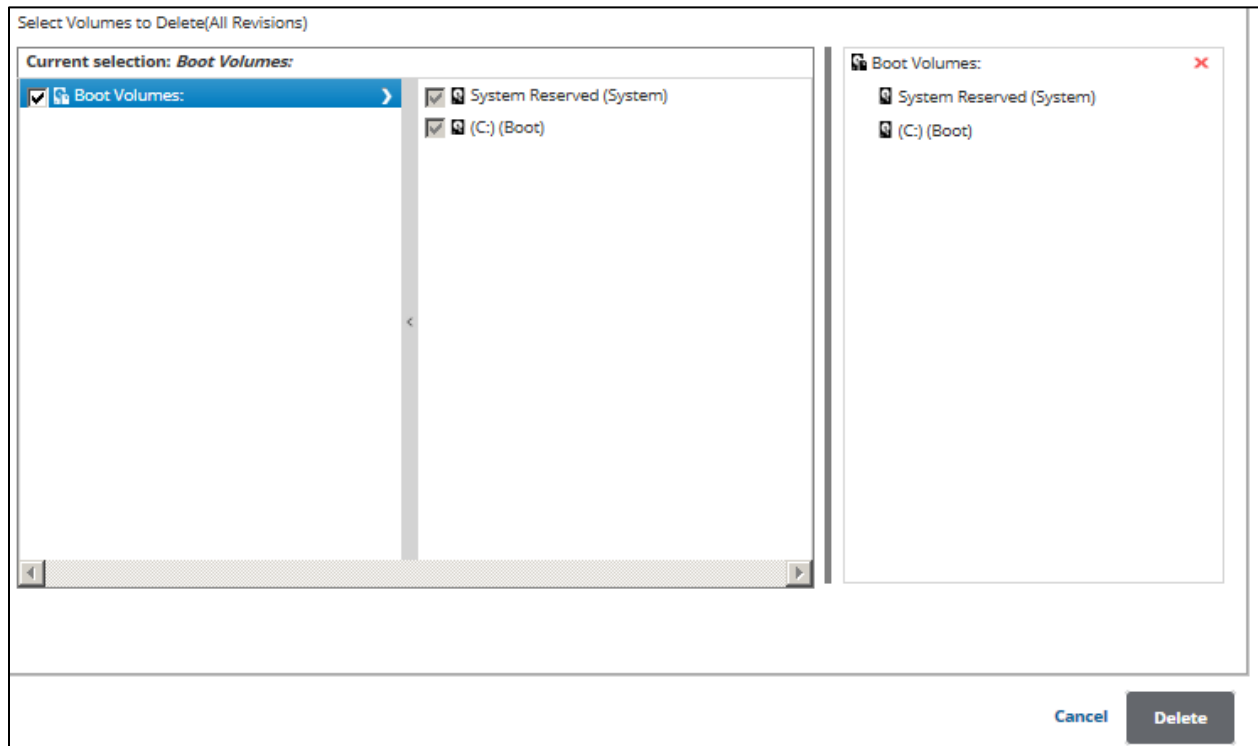 Select Volumes to Delete(All Revisions)
Current selection: Boot Volumes:
Boot Volumes:
System Reserved (System)
(C:) (Boot)
Boot Volumes:
System Reserved (System)
(C:) (Boot)
Cancel
Delete